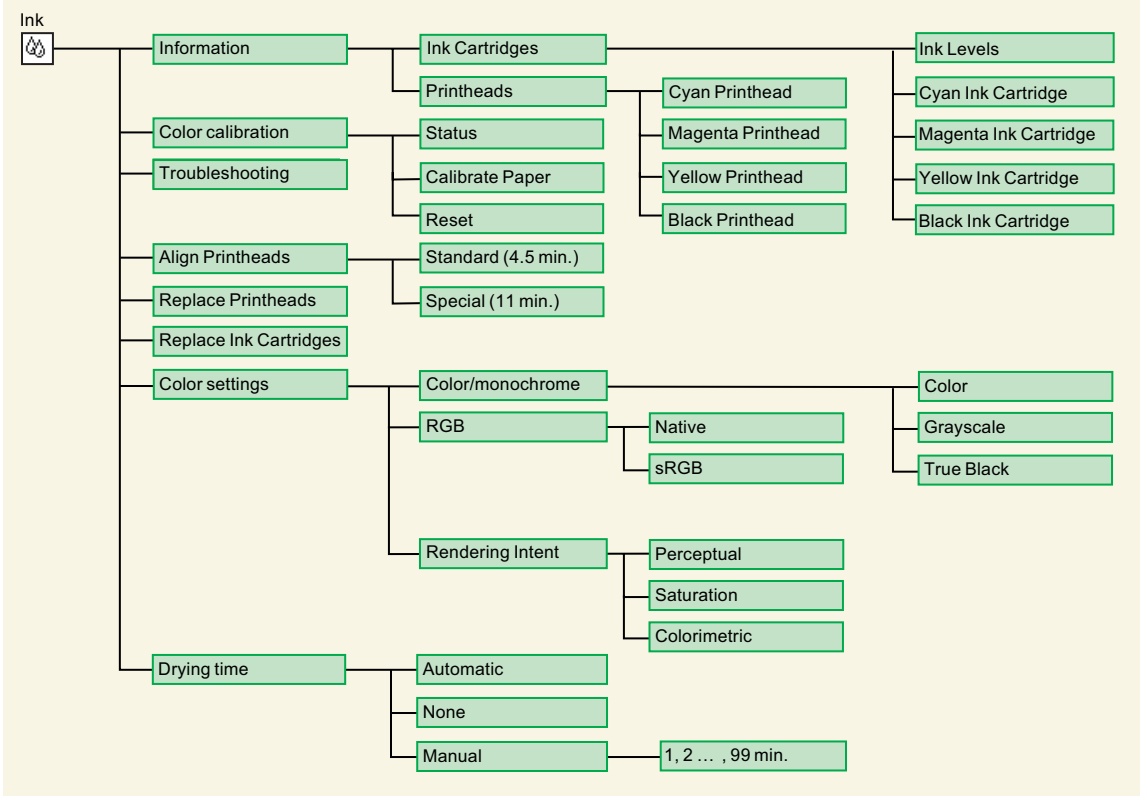 Ink
Information
Ink Cartridges
Ink Levels
Printheads
Cyan Printhead
Cyan Ink Cartridge
Color calibration
Status
Magenta Printhead
Magenta Ink Cartridge
Troubleshooting
Calibrate Paper
Yellow Printhead
Yellow Ink Cartridge
Reset
Black Printhead
Black Ink Cartridge
Align Printheads
Standard (4.5 min.)
Replace Printheads
Special (11 min.)
Replace Ink Cartridges
Color settings
Color/monochrome
Color
RGB
Native
Grayscale
sRGB
True Black
Rendering Intent
Perceptual
Saturation
Colorimetric
Drying time
Automatic
None
Manual
1, 2 … , 99 min.